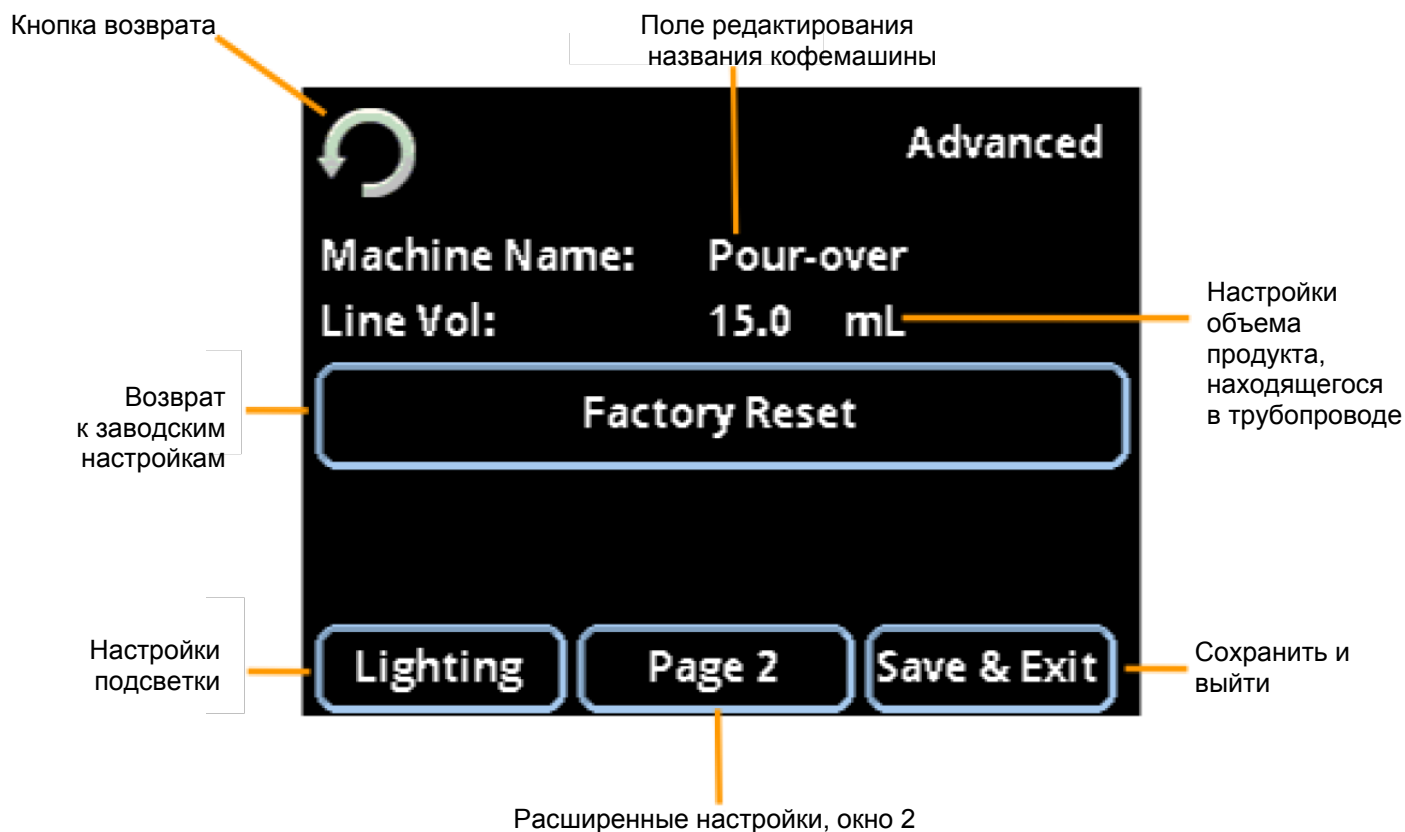 Кнопка возврата
Поле редактирования
названия кофемашины
Advanced
Machine Name: Pour-over
Line Vol: 15.0 mL
Настройки
объема
продукта,
находящегося
в трубопроводе
Возврат
к заводским
настройкам
Factory Reset
Настройки
подсветки
Lighting
Page 2
Save & Exit
Сохранить и
выйти
Расширенные настройки, окно 2